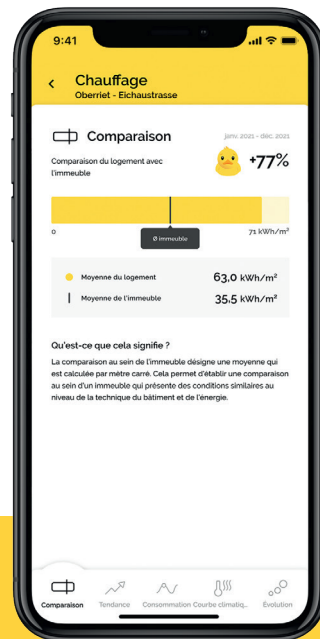 9:41
Chauffage
Oberriet - Eichaustrasse
Comparaison
janv. 2021 - déc. 2021
Comparaison du logement avec
l'immeuble
+77%
0
71 kWh/m²
Ø immeuble
Moyenne du logement
63,0 kWh/m²
Moyenne de l'immeuble
35,5 kWh/m²
Qu'est-ce que cela signifie ?
La comparaison au sein de l'immeuble désigne une moyenne qui
est calculée par mètre carré. Cela permet d'établir une comparaison
au sein d'un immeuble qui présente des conditions similaires au
niveau de la technique du bâtiment et de l'énergie.
Comparaison
Tendance
Consommation
Courbe climatiq...
Évolution